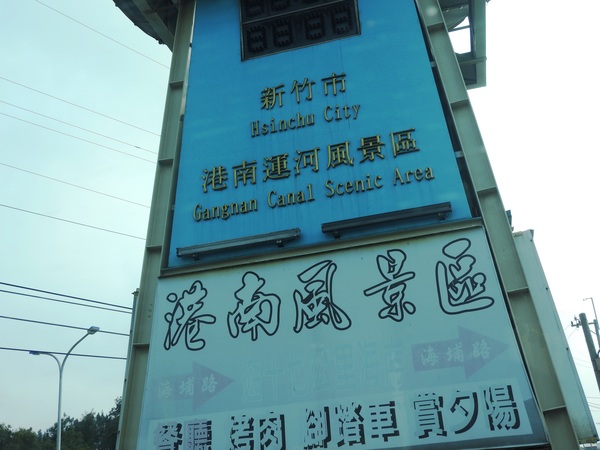 新竹市
Hsinchu City
港南運河風景區
Gangnan Canal Scenic Area
港南風景區
海埔路 海埔路
餐廳 烤肉 腳踏車 賞夕陽